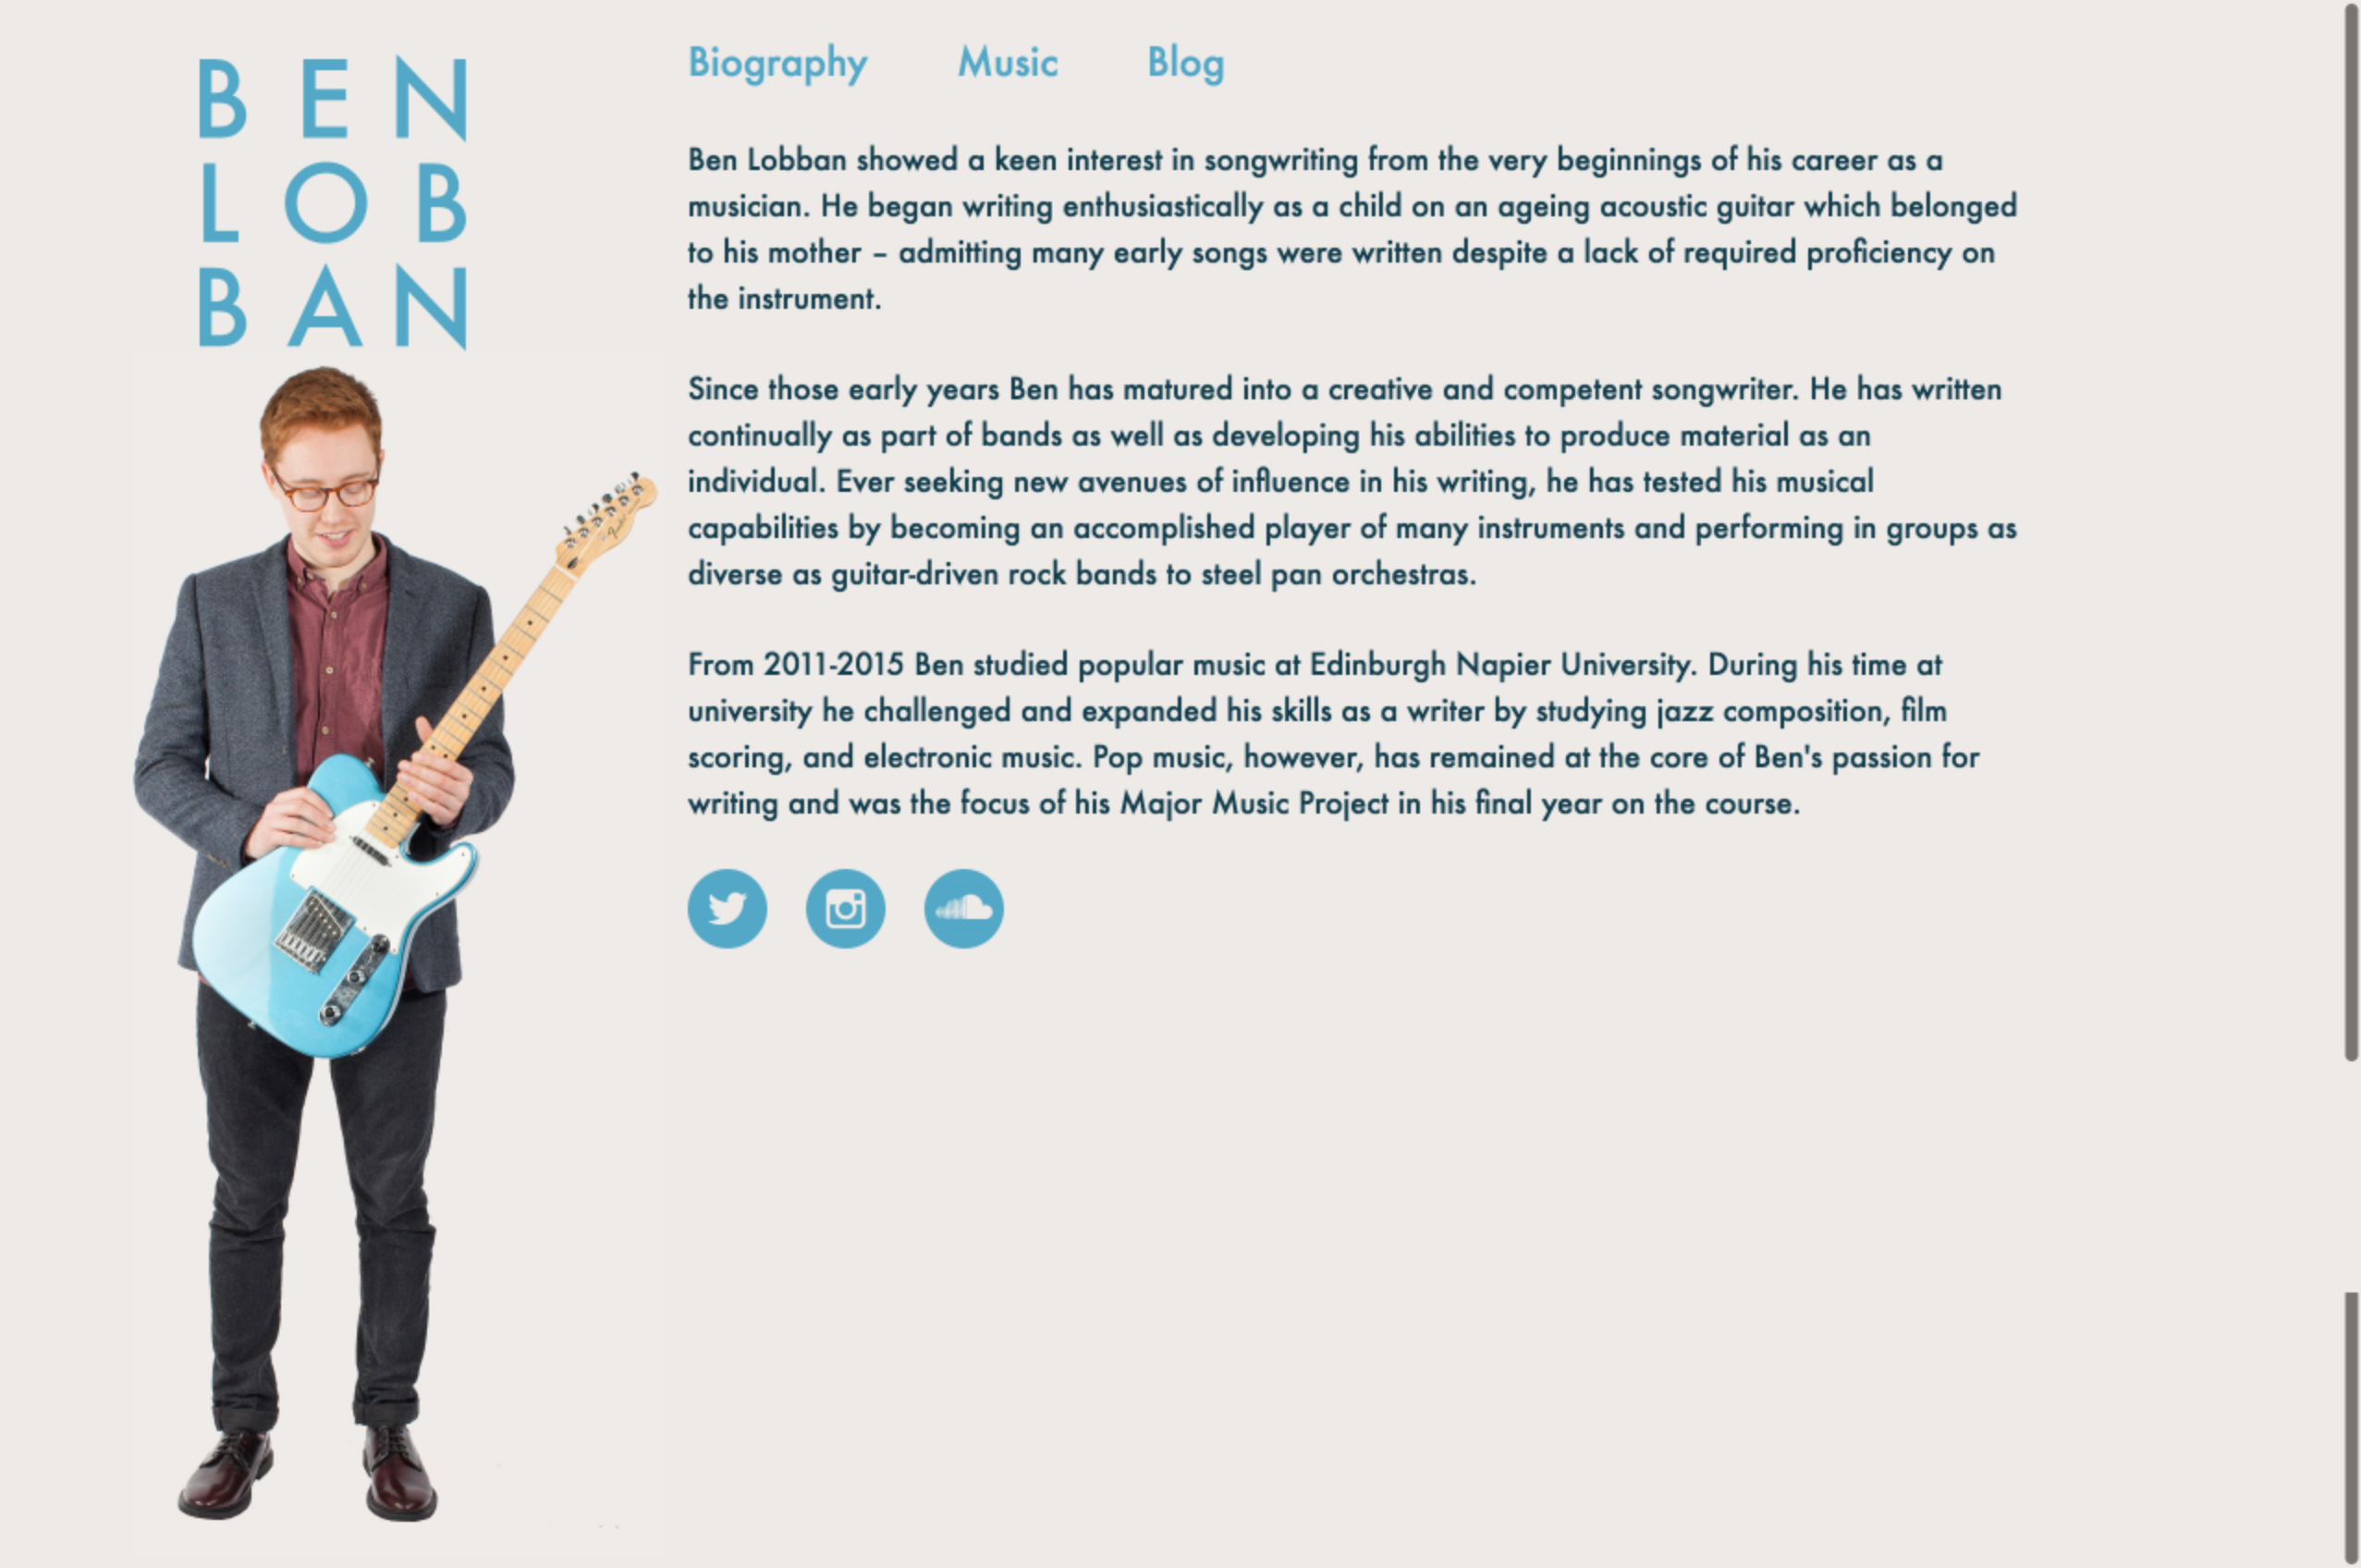 BEN
LOB
BAN
Biography Music Blog
Ben Lobban showed a keen interest in songwriting from the very beginnings of his career as a
musician. He began writing enthusiastically as a child on an ageing acoustic guitar which belonged
to his mother – admitting many early songs were written despite a lack of required proficiency on
the instrument.
Since those early years Ben has matured into a creative and competent songwriter. He has written
continually as part of bands as well as developing his abilities to produce material as an
individual. Ever seeking new avenues of influence in his writing, he has tested his musical
capabilities by becoming an accomplished player of many instruments and performing in groups as
diverse as guitar-driven rock bands to steel pan orchestras.
From 2011-2015 Ben studied popular music at Edinburgh Napier University. During his time at
university he challenged and expanded his skills as a writer by studying jazz composition, film
scoring, and electronic music. Pop music, however, has remained at the core of Ben's passion for
writing and was the focus of his Major Music Project in his final year on the course.
Fender